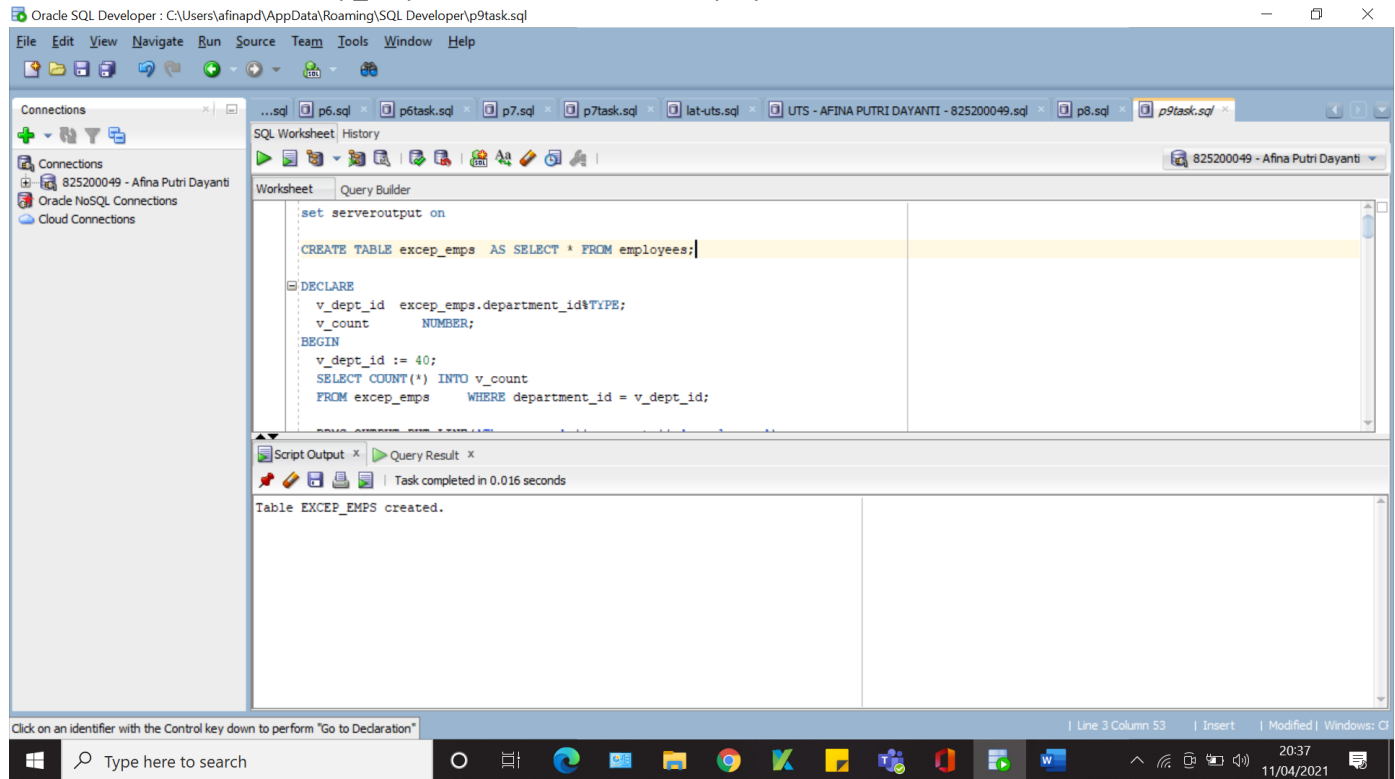 Oracle SQL Developer : C:\Users\afinapd\AppData\Roaming\SQL Developer\p9task.sql
File Edit View Navigate Run Source Team Tools Window Help
Connections
...sql p6.sql p6task.sql p7.sql p7task.sql lat-uts.sql UTS - AFINA PUTRI DAYANTI - 825200049.sql p8.sql p9task.sql
SQL Worksheet History
825200049 - Afina Putri Dayanti
Connections
825200049 - Afina Putri Dayanti
Oracle NoSQL Connections
Cloud Connections
Worksheet Query Builder
set serveroutput on
CREATE TABLE excep_emps AS SELECT * FROM employees;
DECLARE
v_dept_id excep_emps.department_id%TYPE;
v_count NUMBER;
BEGIN
v_dept_id := 40;
SELECT COUNT(*) INTO v_count
FROM excep_emps WHERE department_id = v_dept_id;
Script Output x Query Result x
Task completed in 0.016 seconds
Table EXCEP_EMPS created.
Click on an identifier with the Control key down to perform "Go to Declaration"
Line 3 Column 53 | Insert | Modified | Windows:
Type here to search
20:37
11/04/2021